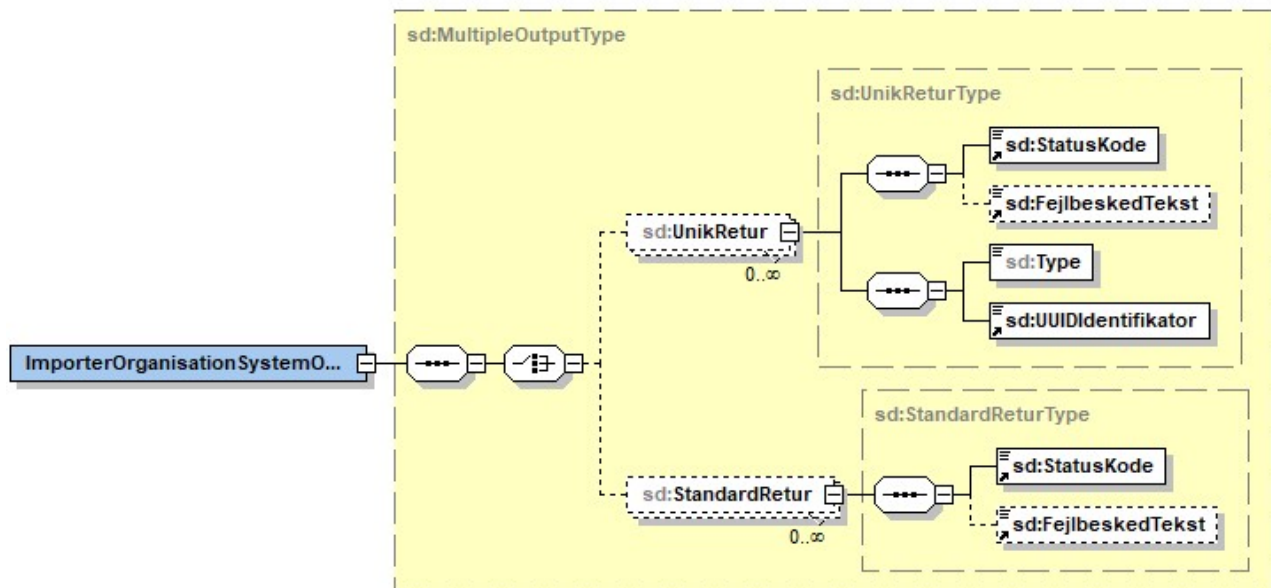 sd:MultipleOutputType
sd:UnikReturType
sd:StatusKode
sd:FejlbeskedTekst
sd:UnikRetur
0..∞
sd:Type
sd:UUIDIdentifikator
ImporterOrganisationSystemO...
sd:StandardReturType
sd:StatusKode
sd:StandardRetur
0..∞
sd:FejlbeskedTekst